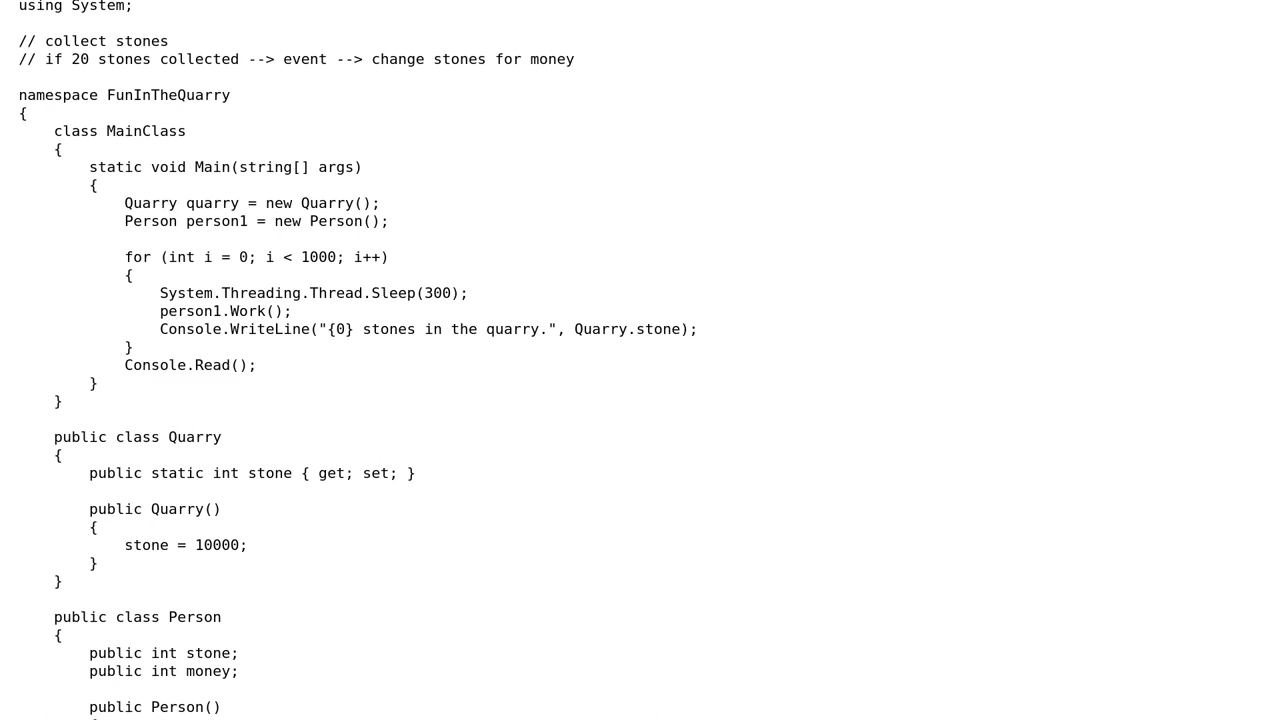 using System;

// collect stones
// if 20 stones collected --> event --> change stones for money

namespace FunInTheQuarry
{
    class MainClass
    {
        static void Main(string[] args)
        {
            Quarry quarry = new Quarry();
            Person person1 = new Person();

            for (int i = 0; i < 1000; i++)
            {
                System.Threading.Thread.Sleep(300);
                person1.Work();
                Console.WriteLine("{0} stones in the quarry.", Quarry.stone);
            }
            Console.Read();
        }
    }

    public class Quarry
    {
        public static int stone { get; set; }

        public Quarry()
        {
            stone = 10000;
        }
    }

    public class Person
    {
        public int stone;
        public int money;

        public Person()
        {